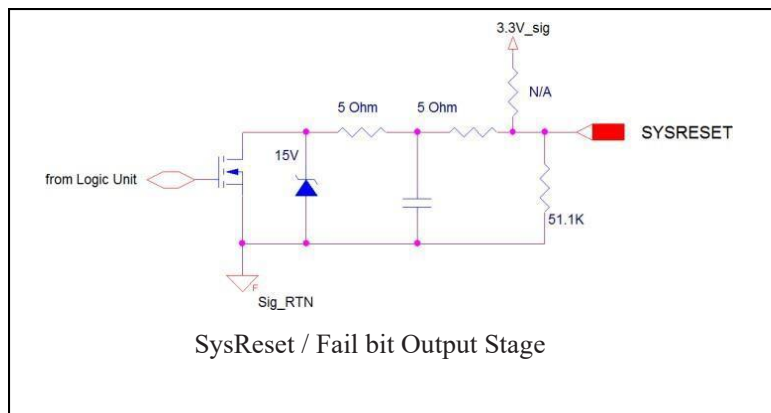 3.3V_sig
N/A
5 Ohm
5 Ohm
SYSRESET
15V
from Logic Unit
51.1K
F
Sig_RTN
SysReset / Fail bit Output Stage